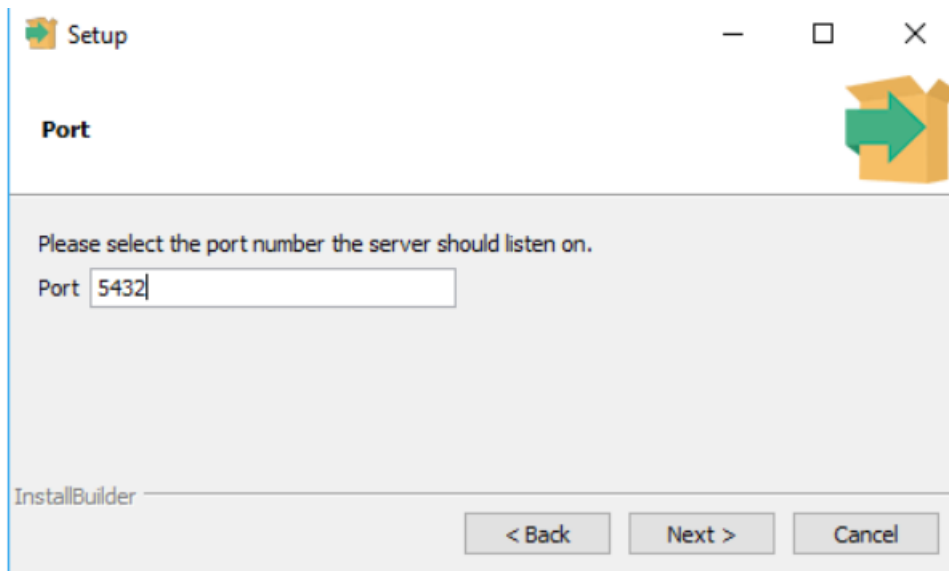 Setup
Port
Please select the port number the server should listen on.
Port 5432
InstallBuilder
< Back Next > Cancel